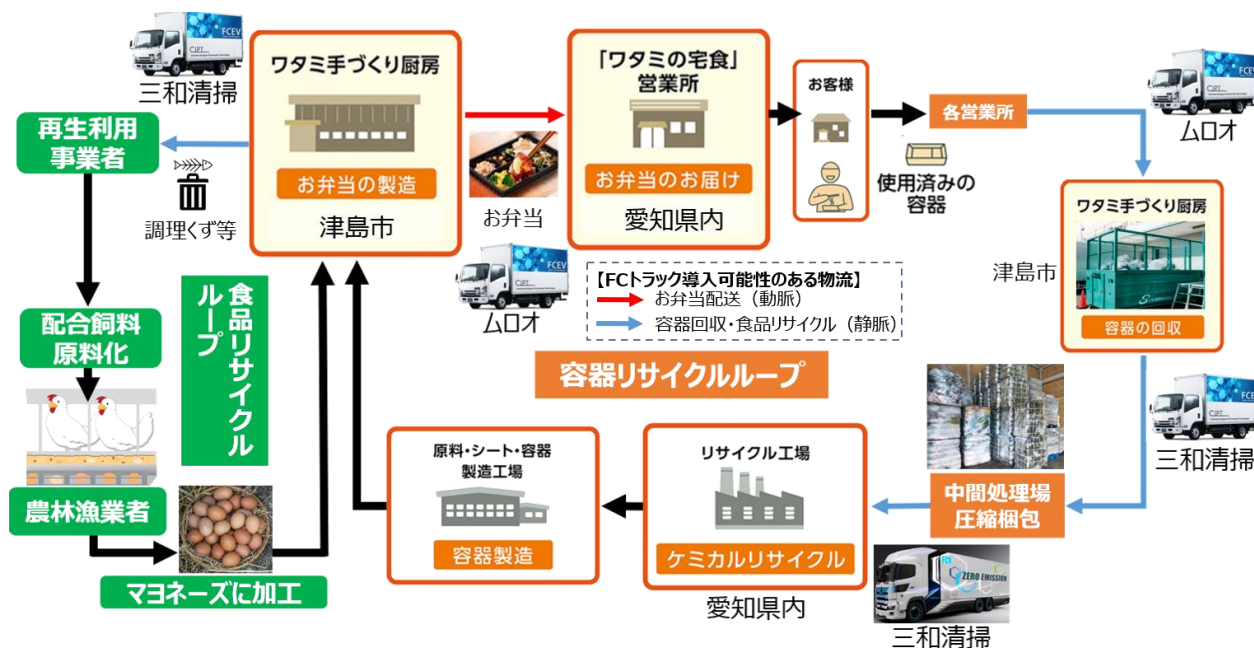 FCEV
CJPT
三和清掃
ワタミ手づくり厨房
お弁当の製造
津島市
お弁当
「ワタミの宅食」
営業所
お弁当のお届け
愛知県内
お客様
各営業所
使用済みの
容器
FCEV
CJPT
ムロオ
再生利用
事業者
調理くず等
FCEV
CJPT
ムロオ
【FCトラック導入可能性のある物流】
お弁当配送（動脈）
容器回収・食品リサイクル（静脈）
ワタミ手づくり厨房
津島市
容器の回収
食品リサイクル
ループ
配合飼料
原料化
容器リサイクルループ
FCEV
CJPT
三和清掃
原料・シート・容器
製造工場
容器製造
リサイクル工場
ケミカルリサイクル
愛知県内
中間処理場
圧縮梱包
農林漁業者
マヨネーズに加工
FCV
ZERO EMISSION
三和清掃